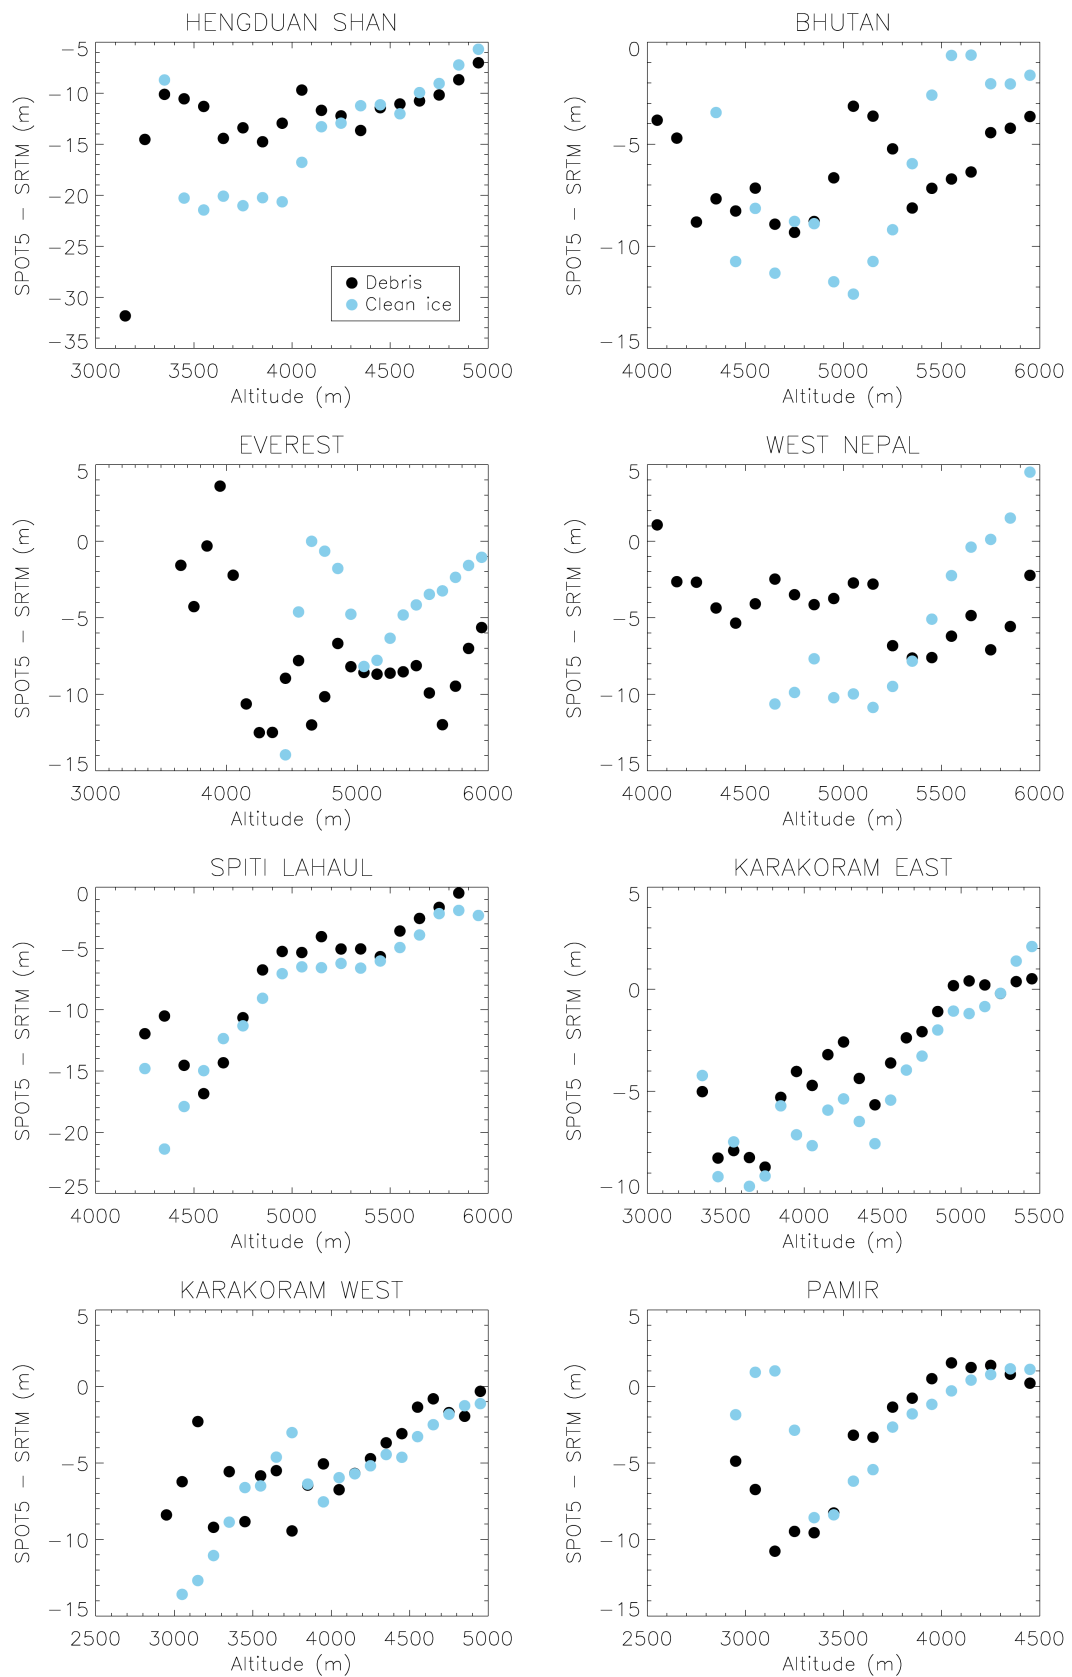 HENGDUAN SHAN
SPOT5 – SRTM (m)
−5
−10
−15
−20
−25
−30
−35
Debris
Clean ice
3000 3500 4000 4500 5000
Altitude (m)
BHUTAN
SPOT5 – SRTM (m)
0
−5
−10
−15
4000 4500 5000 5500 6000
Altitude (m)
EVEREST
SPOT5 – SRTM (m)
5
0
−5
−10
−15
3000 4000 5000 6000
Altitude (m)
WEST NEPAL
SPOT5 – SRTM (m)
5
0
−5
−10
−15
4000 4500 5000 5500 6000
Altitude (m)
SPITI LAHAUL
SPOT5 – SRTM (m)
0
−5
−10
−15
−20
−25
4000 4500 5000 5500 6000
Altitude (m)
KARAKORAM EAST
SPOT5 – SRTM (m)
5
0
−5
−10
3000 3500 4000 4500 5000 5500
Altitude (m)
KARAKORAM WEST
SPOT5 – SRTM (m)
5
0
−5
−10
−15
2500 3000 3500 4000 4500 5000
Altitude (m)
PAMIR
SPOT5 – SRTM (m)
5
0
−5
−10
−15
2500 3000 3500 4000 4500
Altitude (m)